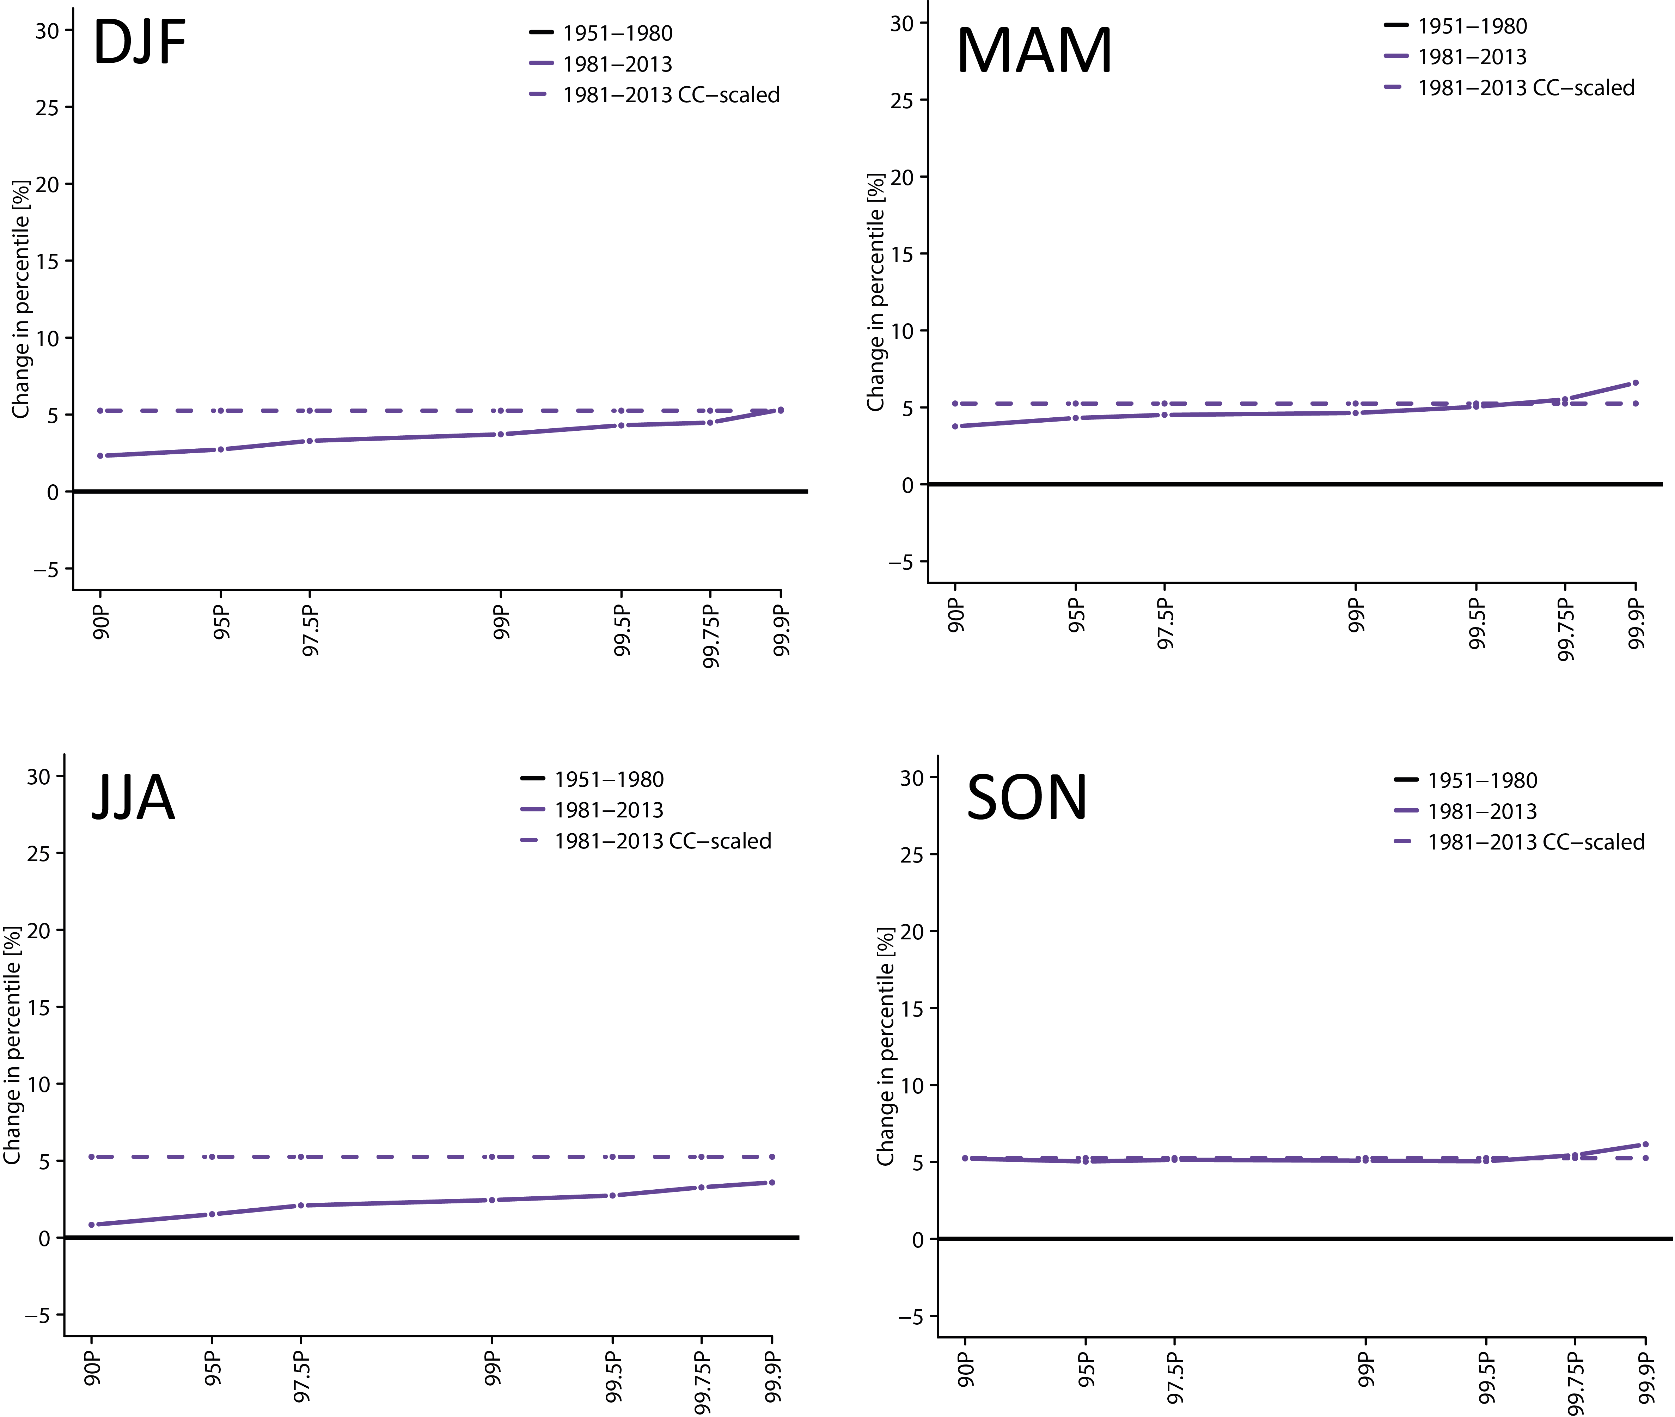 DJF
1951−1980
1981−2013
1981−2013 CC−scaled
Change in percentile [%]
30
25
20
15
10
5
0
−5
90P
95P
97.5P
99P
99.5P
99.75P
99.9P
MAM
1951−1980
1981−2013
1981−2013 CC−scaled
Change in percentile [%]
30
25
20
15
10
5
0
−5
90P
95P
97.5P
99P
99.5P
99.75P
99.9P
JJA
1951−1980
1981−2013
1981−2013 CC−scaled
Change in percentile [%]
30
25
20
15
10
5
0
−5
90P
95P
97.5P
99P
99.5P
99.75P
99.9P
SON
1951−1980
1981−2013
1981−2013 CC−scaled
Change in percentile [%]
30
25
20
15
10
5
0
−5
90P
95P
97.5P
99P
99.5P
99.75P
99.9P